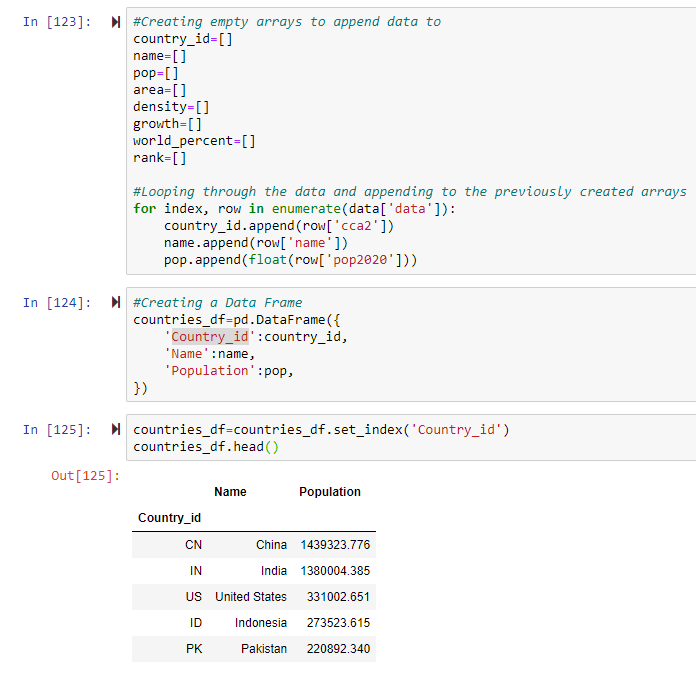 In [123]:
#Creating empty arrays to append data to
country_id=[]
name=[]
pop=[]
area=[]
density=[]
growth=[]
world_percent=[]
rank=[]
#Looping through the data and appending to the previously created arrays
for index, row in enumerate(data['data']):
    country_id.append(row['cca2'])
    name.append(row['name'])
    pop.append(float(row['pop2020']))
In [124]:
#Creating a Data Frame
countries_df=pd.DataFrame({
    'Country_id':country_id,
    'Name':name,
    'Population':pop,
})
In [125]:
countries_df=countries_df.set_index('Country_id')
countries_df.head()
Out[125]:
Name Population
Country_id
CN China 1439323.776
IN India 1380004.385
US United States 331002.651
ID Indonesia 273523.615
PK Pakistan 220892.340